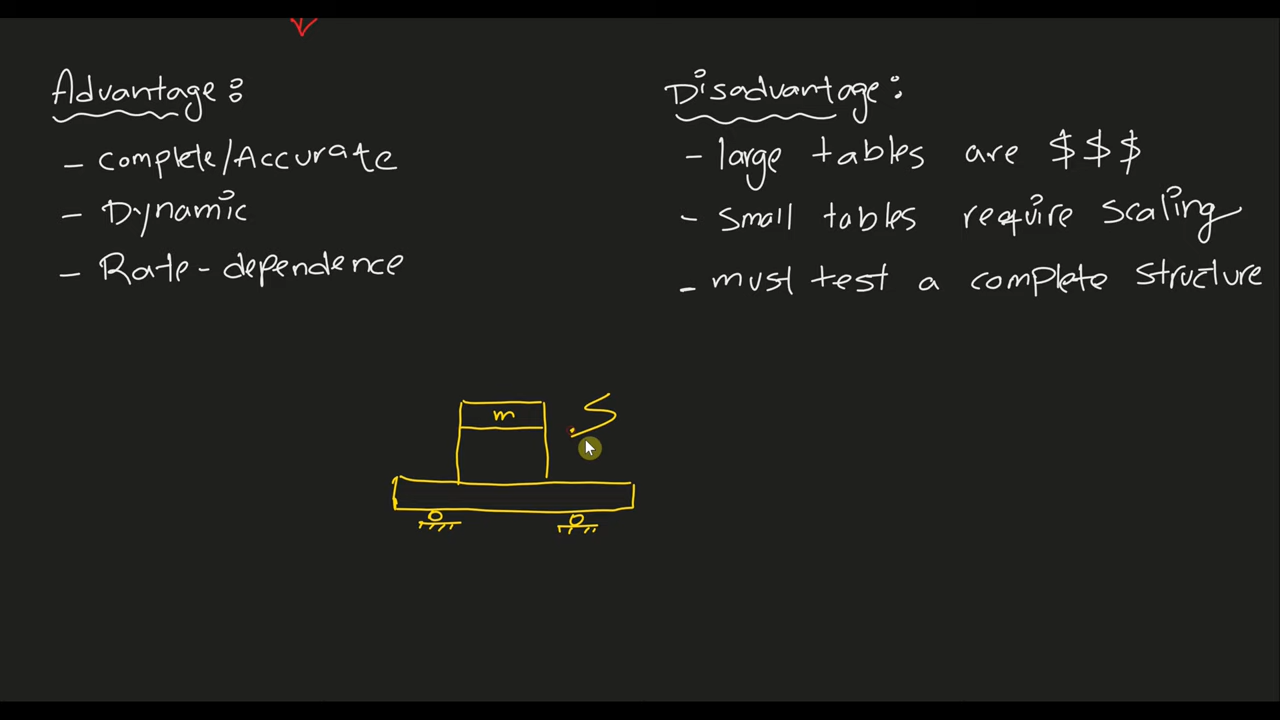 Advantage:
- Complete/Accurate
- Dynamic
- Rate-dependence
Disadvantage:
- large tables are $$$
- small tables require scaling
- must test a complete structure
m
S